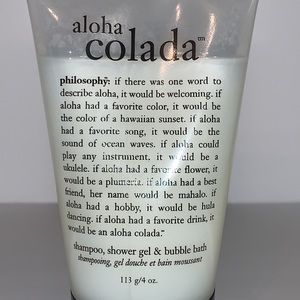 aloha
colada™
philosophy: if there was one word to
describe aloha, it would be welcoming. if
aloha had a favorite color, it would be
the color of a hawaiian sunset. if aloha
had a favorite song, it would be the
sound of ocean waves. if aloha could
play any instrument, it would be a
ukulele. if aloha had a favorite flower, it
would be a plumeria. if aloha had a best
friend, her name would be mahalo. if
aloha had a hobby, it would be hula
dancing. if aloha had a favorite drink, it
would be an aloha colada.™
shampoo, shower gel & bubble bath
shampooing, gel douche et bain moussant
113 g/4 oz.